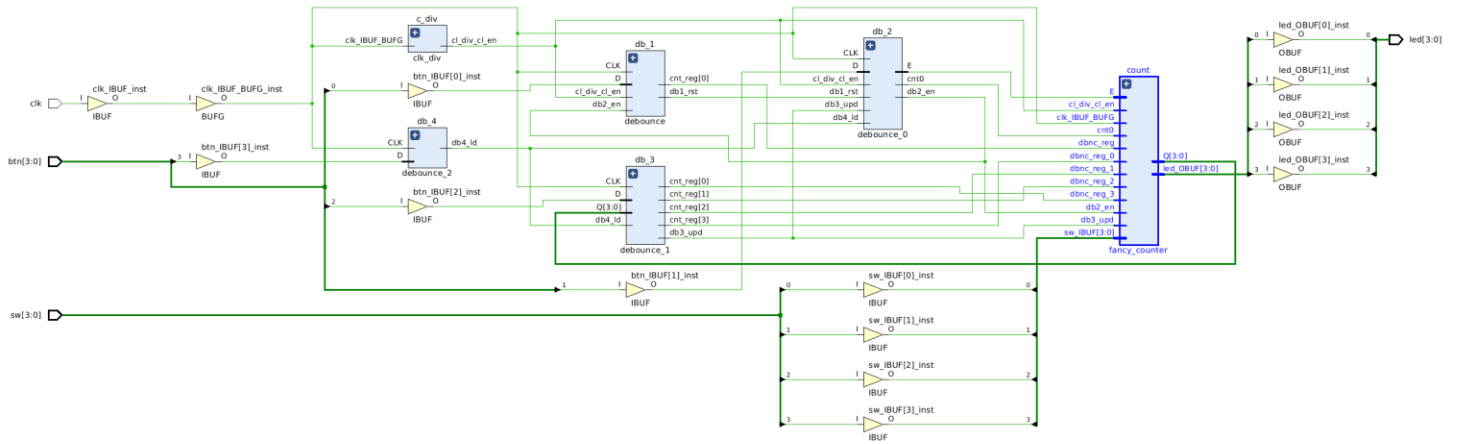 clk
I
clk_IBUF_inst
O
IBUF
I
clk_IBUF_BUFG_inst
O
BUFG
btn[3:0]
3
I
btn_IBUF[3]_inst
O
IBUF
sw[3:0]
c_div
clk_IBUF_BUFG
cl_div_cl_en
clk_div
0
I
btn_IBUF[0]_inst
O
IBUF
db_4
CLK
D
db4_ld
debounce_2
2
I
btn_IBUF[2]_inst
O
IBUF
db_1
CLK
D
cl_div_cl_en
db2_en
cnt_reg[0]
db1_rst
debounce
db_3
CLK
D
Q[3:0]
db4_ld
cnt_reg[0]
cnt_reg[1]
cnt_reg[2]
cnt_reg[3]
db3_upd
debounce_1
1
I
btn_IBUF[1]_inst
O
IBUF
db_2
CLK
D
cl_div_cl_en
db1_rst
db3_upd
db4_ld
E
cnt0
db2_en
debounce_0
0
I
sw_IBUF[0]_inst
O
IBUF
0
1
I
sw_IBUF[1]_inst
O
IBUF
1
2
I
sw_IBUF[2]_inst
O
IBUF
2
3
I
sw_IBUF[3]_inst
O
IBUF
3
count
E
cl_div_cl_en
clk_IBUF_BUFG
cnt0
dbnc_reg
dbnc_reg_0
dbnc_reg_1
dbnc_reg_2
dbnc_reg_3
db2_en
db3_upd
sw_IBUF[3:0]
Q[3:0]
led_OBUF[3:0]
fancy_counter
0
I
led_OBUF[0]_inst
O
OBUF
0
1
I
led_OBUF[1]_inst
O
OBUF
1
2
I
led_OBUF[2]_inst
O
OBUF
2
3
I
led_OBUF[3]_inst
O
OBUF
3
led[3:0]